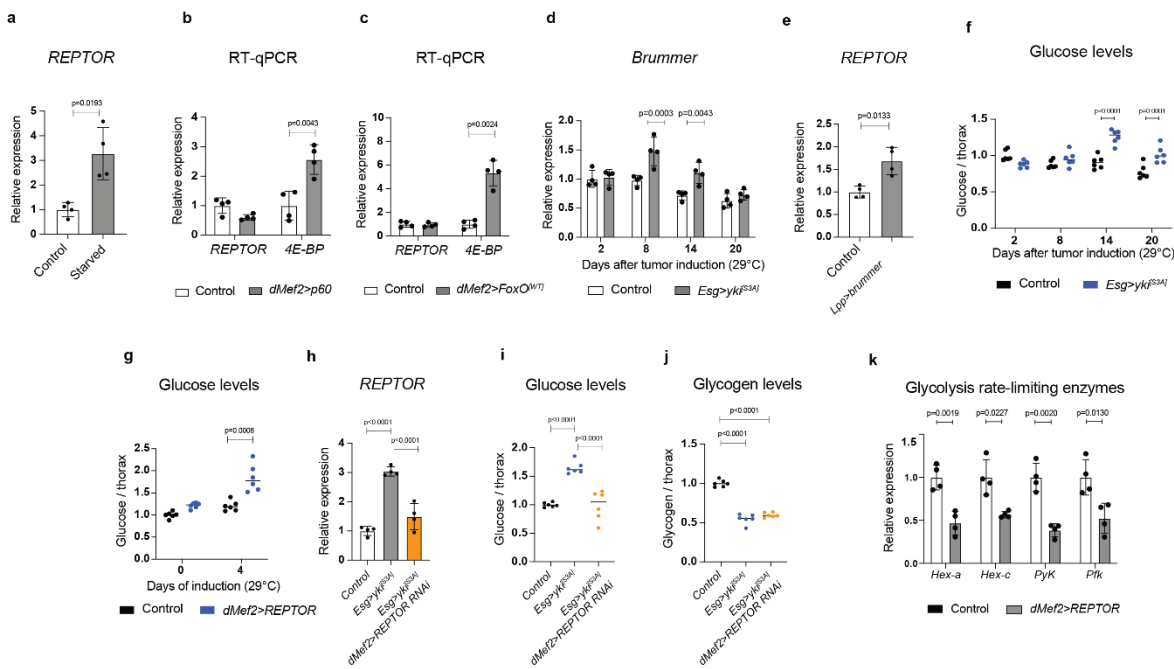 a
REPTOR
Relative expression
5
4
3
2
1
0
p=0.0193
Control
Starved
b
RT-qPCR
Relative expression
4
3
2
1
0
p=0.0043
REPTOR
4E-BP
Control
dMef2>p60
c
RT-qPCR
Relative expression
10
8
6
4
2
0
p=0.0024
REPTOR
4E-BP
Control
dMef2>FoxO[WT]
d
Brummer
Relative expression
2.0
1.5
1.0
0.5
0.0
p=0.0003
p=0.0043
2
8
14
20
Days after tumor induction (29°C)
Control
Esg>yki[S3A]
e
REPTOR
Relative expression
2.5
2.0
1.5
1.0
0.5
0.0
p=0.0133
Control
Lpp>brummer
f
Glucose levels
Glucose / thorax
1.5
1.0
0.5
0.0
p<0.0001
p<0.0001
2
8
14
20
Days after tumor induction (29°C)
Control
Esg>yki[S3A]
g
Glucose levels
Glucose / thorax
3.0
2.5
2.0
1.5
1.0
p=0.0008
0
4
Days of induction (29°C)
Control
dMef2>REPTOR
h
REPTOR
Relative expression
4
3
2
1
0
p<0.0001
p<0.0001
Control
Esg>yki[S3A]
Esg>yki[S3A]
dMef2>REPTOR RNAi
i
Glucose levels
Glucose / thorax
2.0
1.5
1.0
0.5
0.0
p<0.0001
p<0.0001
Control
Esg>yki[S3A]
Esg>yki[S3A]
dMef2>REPTOR RNAi
j
Glycogen levels
Glycogen / thorax
1.5
1.0
0.5
0.0
p<0.0001
p<0.0001
Control
Esg>yki[S3A]
Esg>yki[S3A]
dMef2>REPTOR RNAi
k
Glycolysis rate-limiting enzymes
Relative expression
1.5
1.0
0.5
0.0
p=0.0019
p=0.0227
p=0.0020
p=0.0130
Hex-a
Hex-c
PyK
Pfk
Control
dMef2>REPTOR